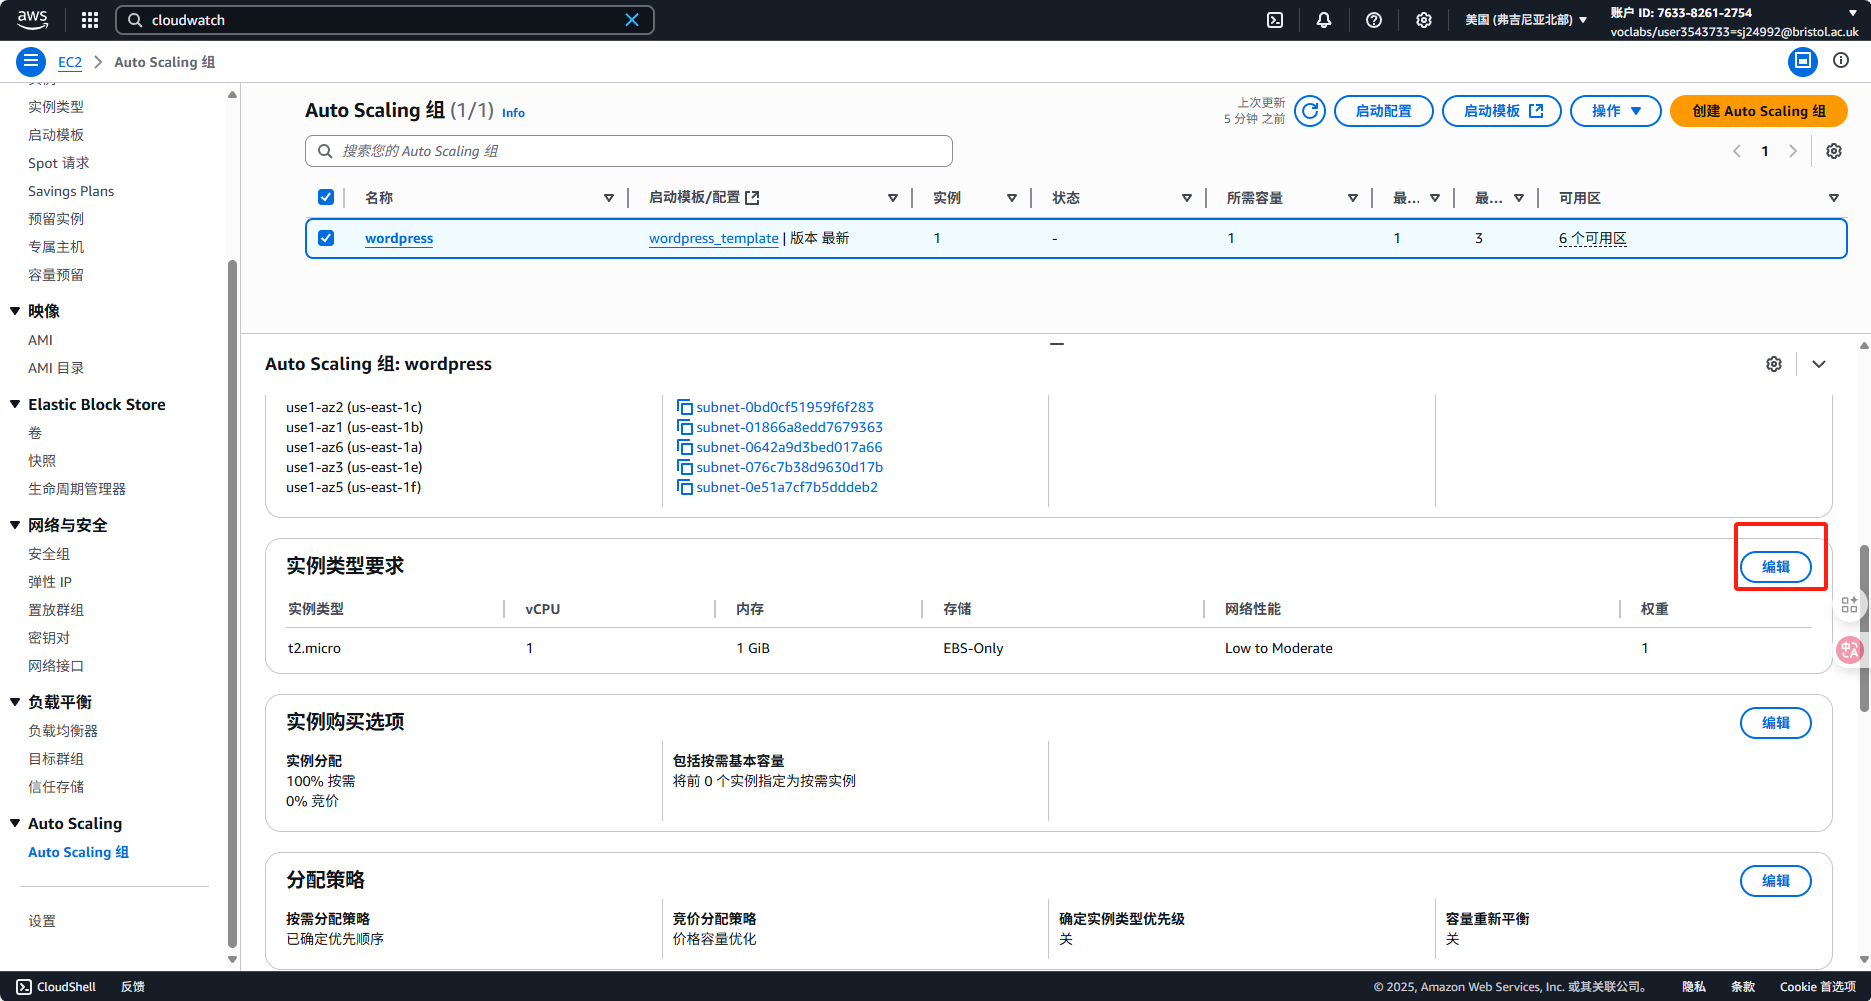 aws
cloudwatch
美国 (弗吉尼亚北部)
账户 ID: 7633-8261-2754
voclabs/user3543733=sj24992@bristol.ac.uk
EC2
Auto Scaling 组
实例类型
启动模板
Spot 请求
Savings Plans
预留实例
专属主机
容量预留
映像
AMI
AMI 目录
Elastic Block Store
卷
快照
生命周期管理器
网络与安全
安全组
弹性 IP
置放群组
密钥对
网络接口
负载平衡
负载均衡器
目标群组
信任存储
Auto Scaling
Auto Scaling 组
设置
Auto Scaling 组 (1/1) Info
上次更新
5 分钟 之前
启动配置
启动模板
操作
创建 Auto Scaling 组
搜索您的 Auto Scaling 组
1
名称 启动模板/配置 实例 状态 所需容量 最... 最... 可用区
wordpress wordpress_template | 版本 最新 1 - 1 1 3 6 个可用区
Auto Scaling 组: wordpress
use1-az2 (us-east-1c) subnet-0bd0cf51959f6f283
use1-az1 (us-east-1b) subnet-01866a8edd7679363
use1-az6 (us-east-1a) subnet-0642a9d3bed017a66
use1-az3 (us-east-1e) subnet-076c7b38d9630d17b
use1-az5 (us-east-1f) subnet-0e51a7cf7b5dddeb2
实例类型要求
编辑
实例类型 vCPU 内存 存储 网络性能 权重
t2.micro 1 1 GiB EBS-Only Low to Moderate 1
实例购买选项
编辑
实例分配 包括按需基本容量
100% 按需 将前 0 个实例指定为按需实例
0% 竞价
分配策略
编辑
按需分配策略 竞价分配策略 确定实例类型优先级 容量重新平衡
已确定优先顺序 价格容量优化 关 关
CloudShell
反馈
© 2025, Amazon Web Services, Inc. 或其关联公司。
隐私
条款
Cookie 首选项